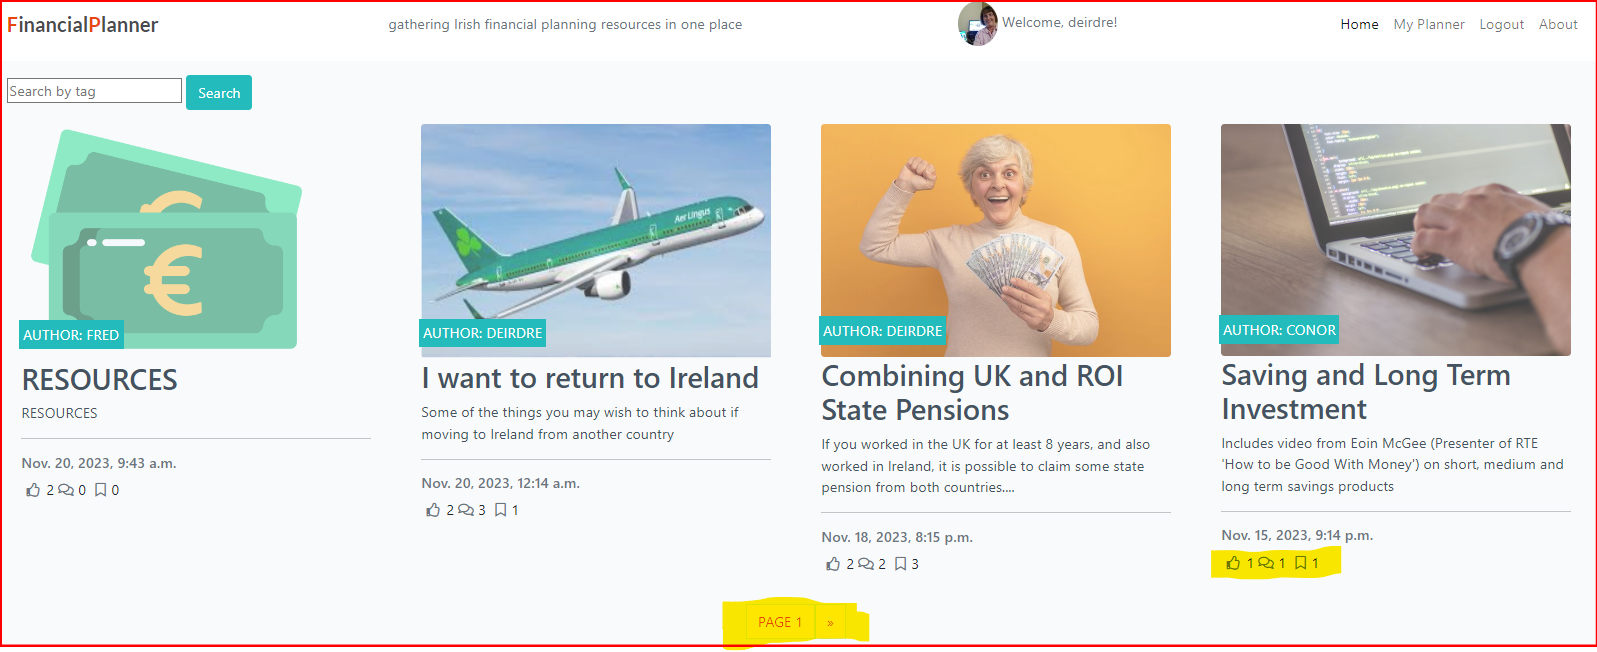 FinancialPlanner
gathering Irish financial planning resources in one place
Welcome, deirdre!
Home My Planner Logout About
Search by tag
Search
AUTHOR: FRED
RESOURCES
RESOURCES
Nov. 20, 2023, 9:43 a.m.
2 0 0
Aer Lingus
AUTHOR: DEIRDRE
I want to return to Ireland
Some of the things you may wish to think about if
moving to Ireland from another country
Nov. 20, 2023, 12:14 a.m.
2 3 1
AUTHOR: DEIRDRE
Combining UK and ROI
State Pensions
If you worked in the UK for at least 8 years, and also
worked in Ireland, it is possible to claim some state
pension from both countries....
Nov. 18, 2023, 8:15 p.m.
2 2 3
AUTHOR: CONOR
Saving and Long Term
Investment
Includes video from Eoin McGee (Presenter of RTE
'How to be Good With Money') on short, medium and
long term savings products
Nov. 15, 2023, 9:14 p.m.
1 1 1
PAGE 1 »